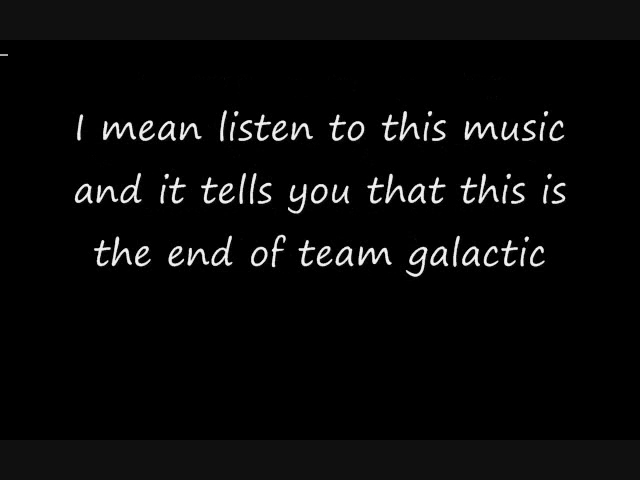 I mean listen to this music
and it tells you that this is
the end of team galactic